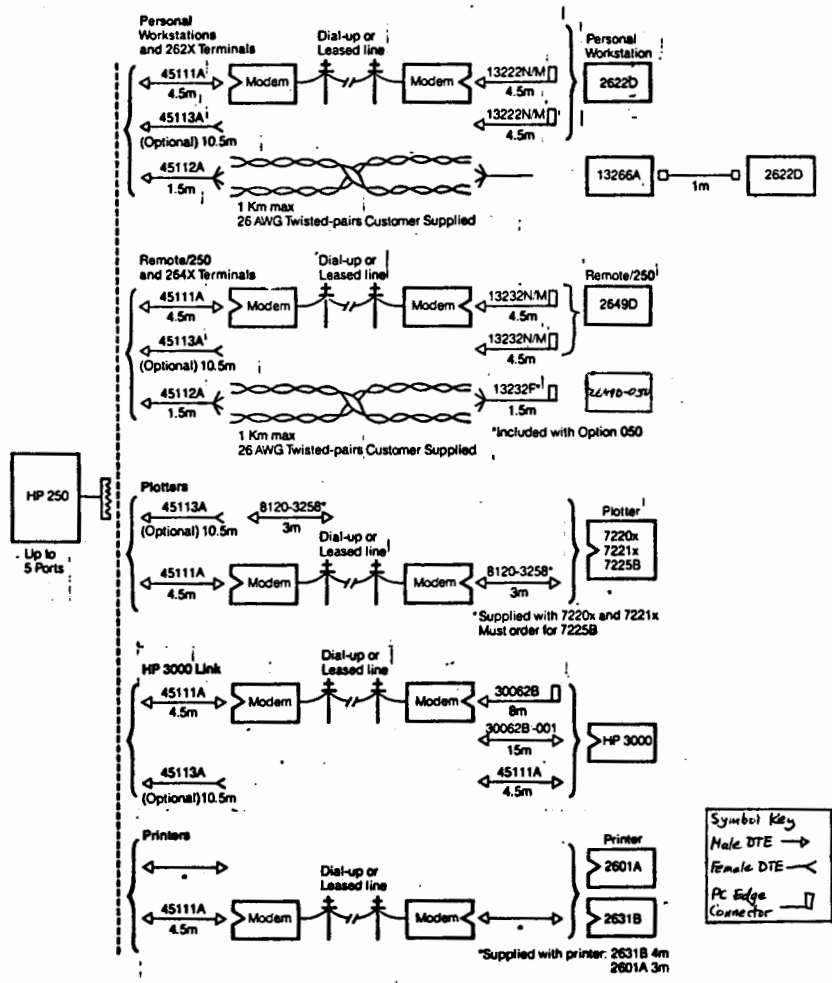 Personal
Workstations
and 262X Terminals
45111A
4.5m
Modem
Dial-up or
Leased line
Modem
13222N/M
4.5m
Personal
Workstation
2622D
45113A
(Optional) 10.5m
13222N/M
4.5m
45112A
1.5m
1 Km max
26 AWG Twisted-pairs Customer Supplied
13266A
1m
2622D
Remote/250
and 264X Terminals
45111A
4.5m
Modem
Dial-up or
Leased line
Modem
13232N/M
4.5m
Remote/250
2649D
45113A
(Optional) 10.5m
13232N/M
4.5m
45112A
1.5m
1 Km max
26 AWG Twisted-pairs Customer Supplied
13232F*
1.5m
2649D-050
*Included with Option 050
HP 250
Up to
5 Ports
Plotters
45113A
(Optional) 10.5m
8120-3258*
3m
45111A
4.5m
Modem
Dial-up or
Leased line
Modem
8120-3258*
3m
Plotter
7220x
7221x
7225B
*Supplied with 7220x and 7221x
Must order for 7225B
HP 3000 Link
45111A
4.5m
Modem
Dial-up or
Leased line
Modem
30062B
8m
30062B-001
15m
HP 3000
45113A
(Optional)10.5m
45111A
4.5m
Printers
45111A
4.5m
Modem
Dial-up or
Leased line
Modem
Printer
2601A
2631B
*Supplied with printer: 2631B 4m
2601A 3m
Symbol Key
Male DTE
Female DTE
PC Edge
Connector